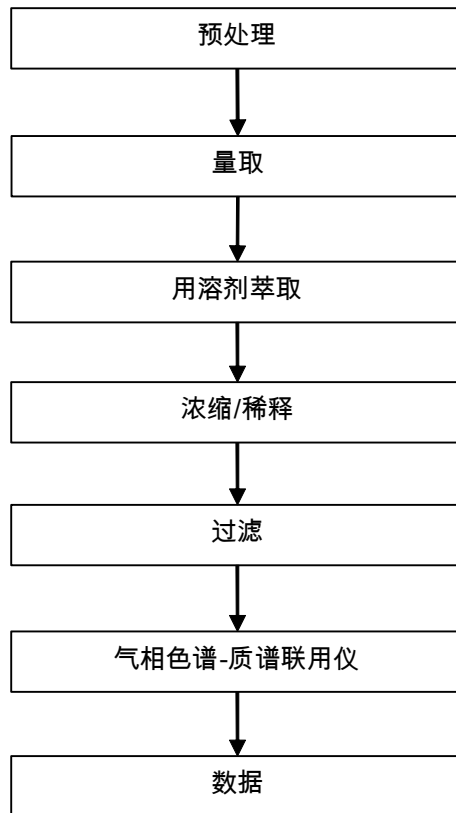 预处理
量取
用溶剂萃取
浓缩/稀释
过滤
气相色谱-质谱联用仪
数据